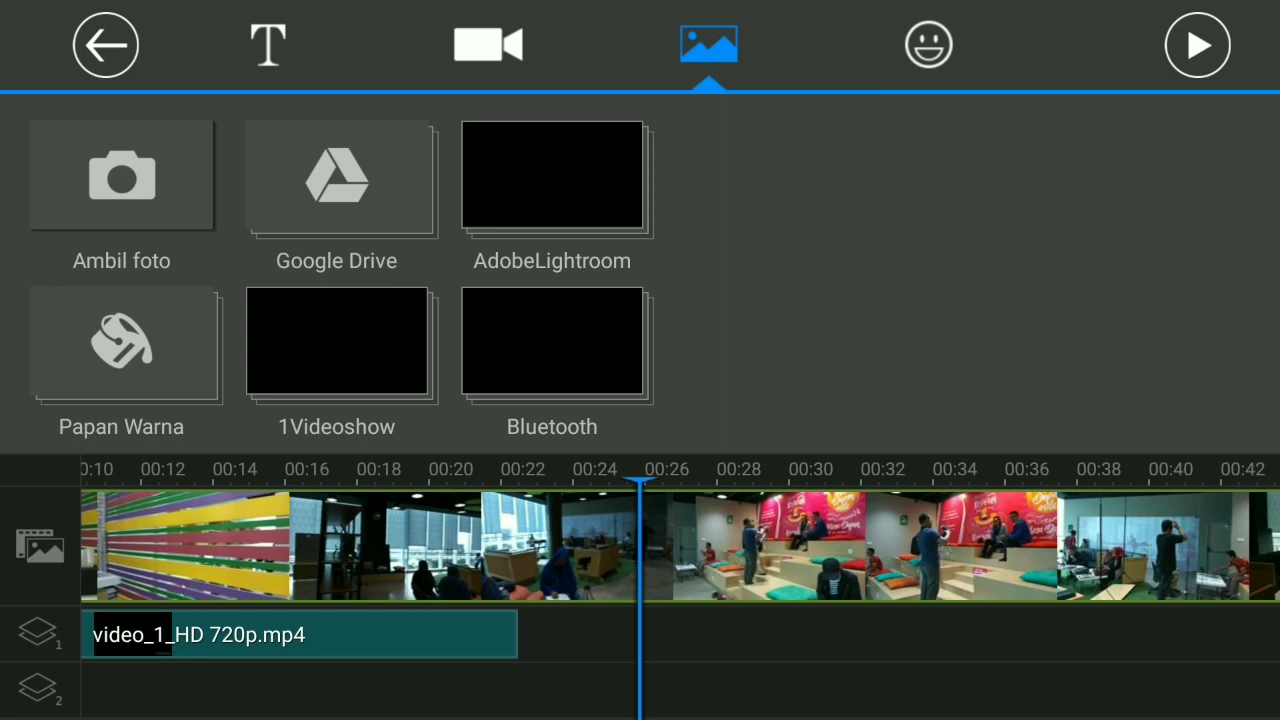 T
Ambil foto
Google Drive
AdobeLightroom
Papan Warna
1Videoshow
Bluetooth
0:10 00:12 00:14 00:16 00:18 00:20 00:22 00:24 00:26 00:28 00:30 00:32 00:34 00:36 00:38 00:40 00:42
video_1_HD 720p.mp4
1
2